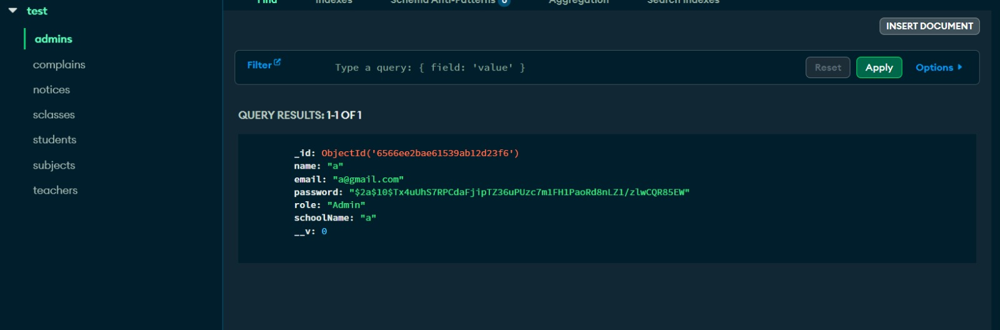 test
admins
complains
notices
sclasses
students
subjects
teachers
Find Indexes Schema Anti-Patterns Aggregation Search Indexes
INSERT DOCUMENT
Filter Type a query: { field: 'value' } Reset Apply Options
QUERY RESULTS: 1-1 OF 1
_id: ObjectId('6566ee2bae61539ab12d23f6')
name: "a"
email: "a@gmail.com"
password: "$2a$10$Tx4uUhS7RPCdaFjipTZ36uPUzc7m1FH1PaoRd8nLZ1/zlwCQR85EW"
role: "Admin"
schoolName: "a"
__v: 0